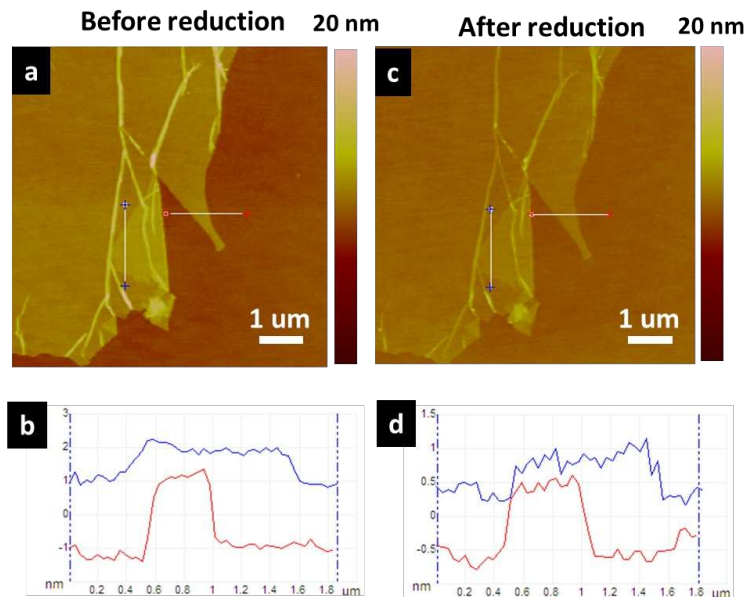 Before reduction 20 nm
After reduction 20 nm
a
1 um
c
1 um
b
3
2
1
0
-1
nm
0.2 0.4 0.6 0.8 1 1.2 1.4 1.6 1.8 um
d
1.5
1
0.5
0
-0.5
nm
0.2 0.4 0.6 0.8 1 1.2 1.4 1.6 1.8 um